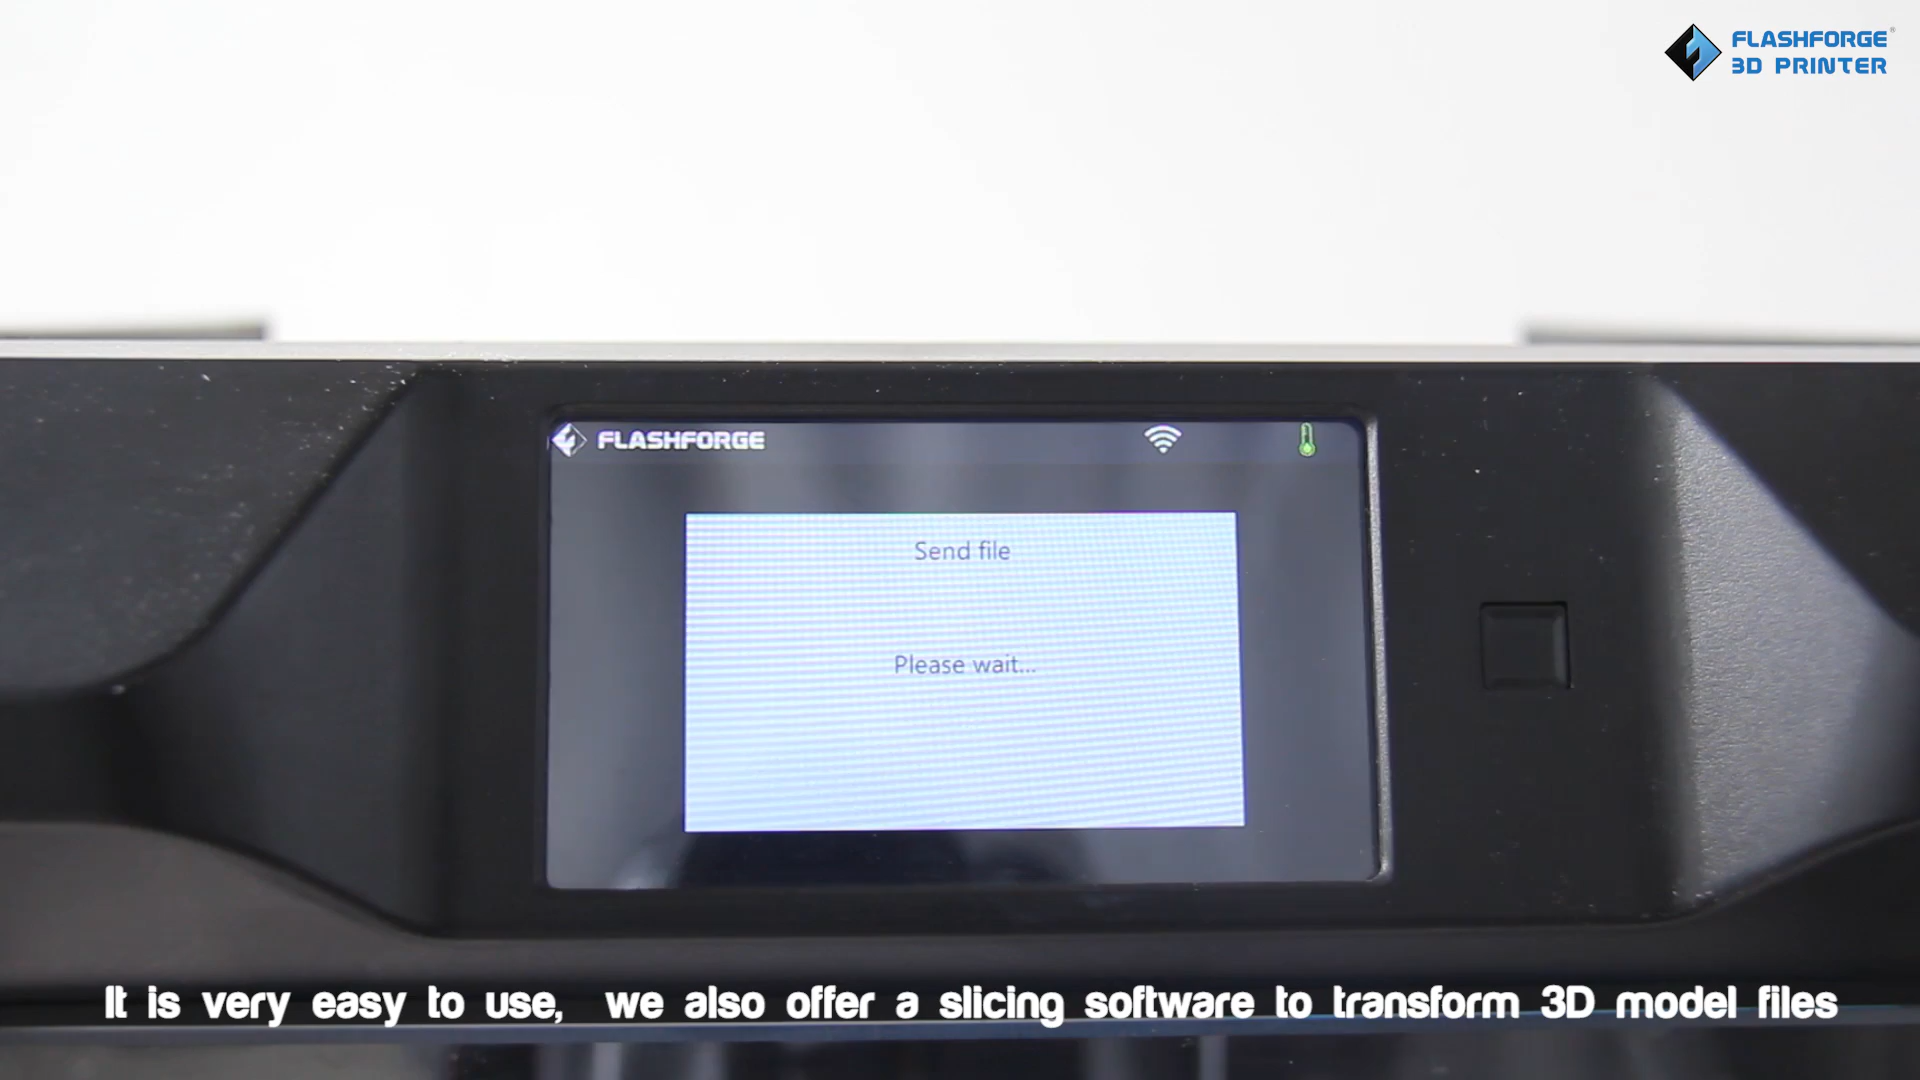 FLASHFORGE®
3D PRINTER
FLASHFORGE
Send file
Please wait...
It is very easy to use, we also offer a slicing software to transform 3D model files